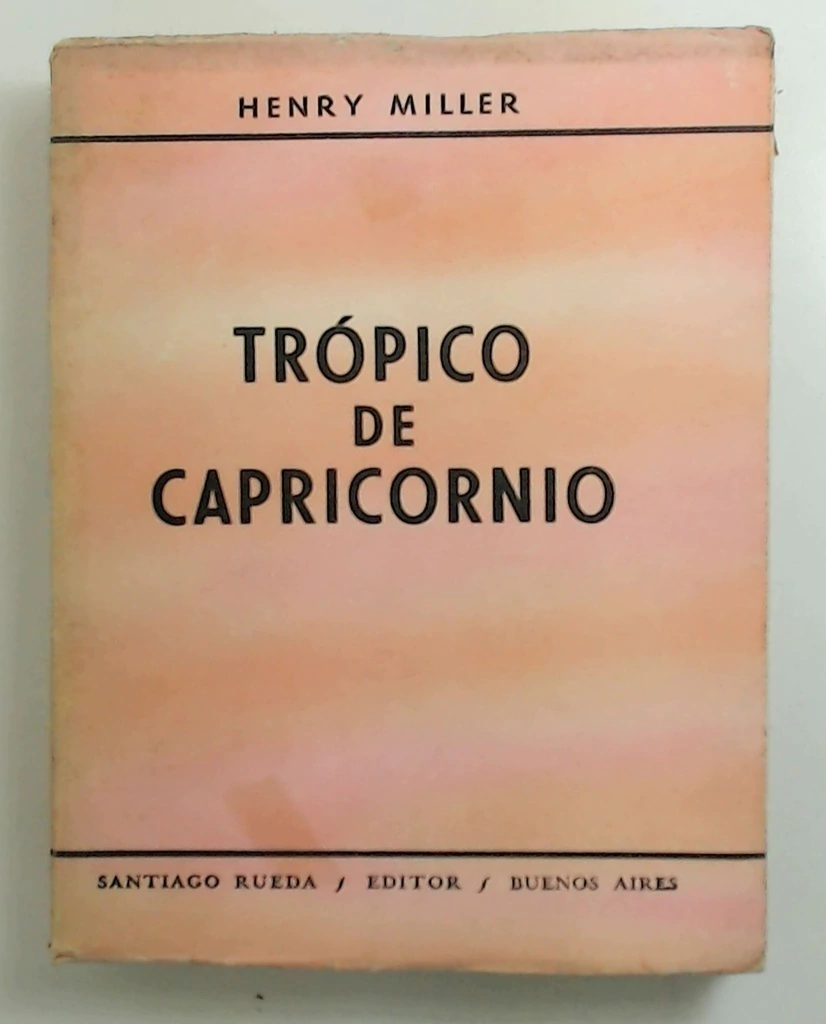 HENRY MILLER
TRÓPICO
DE
CAPRICORNIO
SANTIAGO RUEDA / EDITOR / BUENOS AIRES